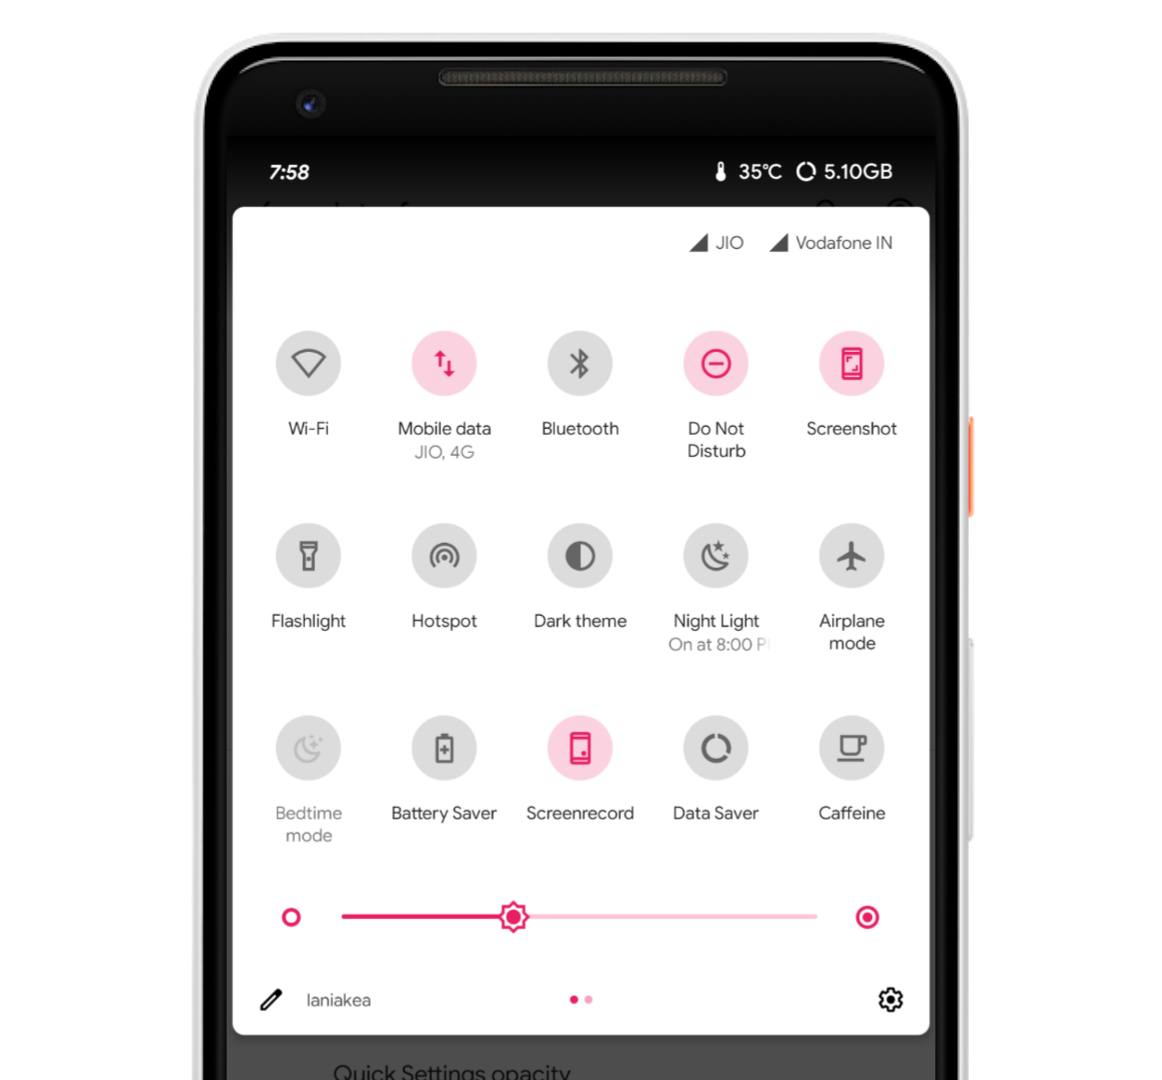 7:58 35°C 5.10GB
JIO Vodafone IN
Wi-Fi Mobile data Bluetooth Do Not Disturb Screenshot
JIO, 4G
Flashlight Hotspot Dark theme Night Light Airplane mode
On at 8:00 P
Bedtime mode Battery Saver Screenrecord Data Saver Caffeine
laniakea
Quick Settings opacity